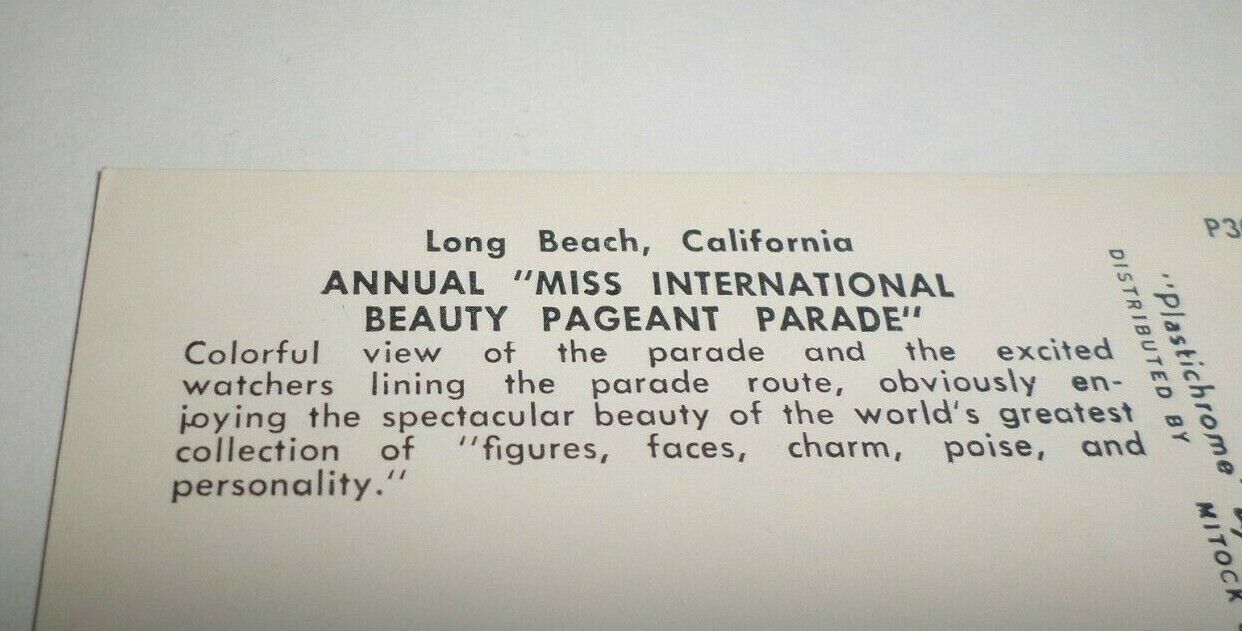 Long Beach, California
ANNUAL "MISS INTERNATIONAL
BEAUTY PAGEANT PARADE"
Colorful view of the parade and the excited
watchers lining the parade route, obviously en-
joying the spectacular beauty of the world's greatest
collection of "figures, faces, charm, poise, and
personality."
"plastichrome
DISTRIBUTED BY
MITOCK